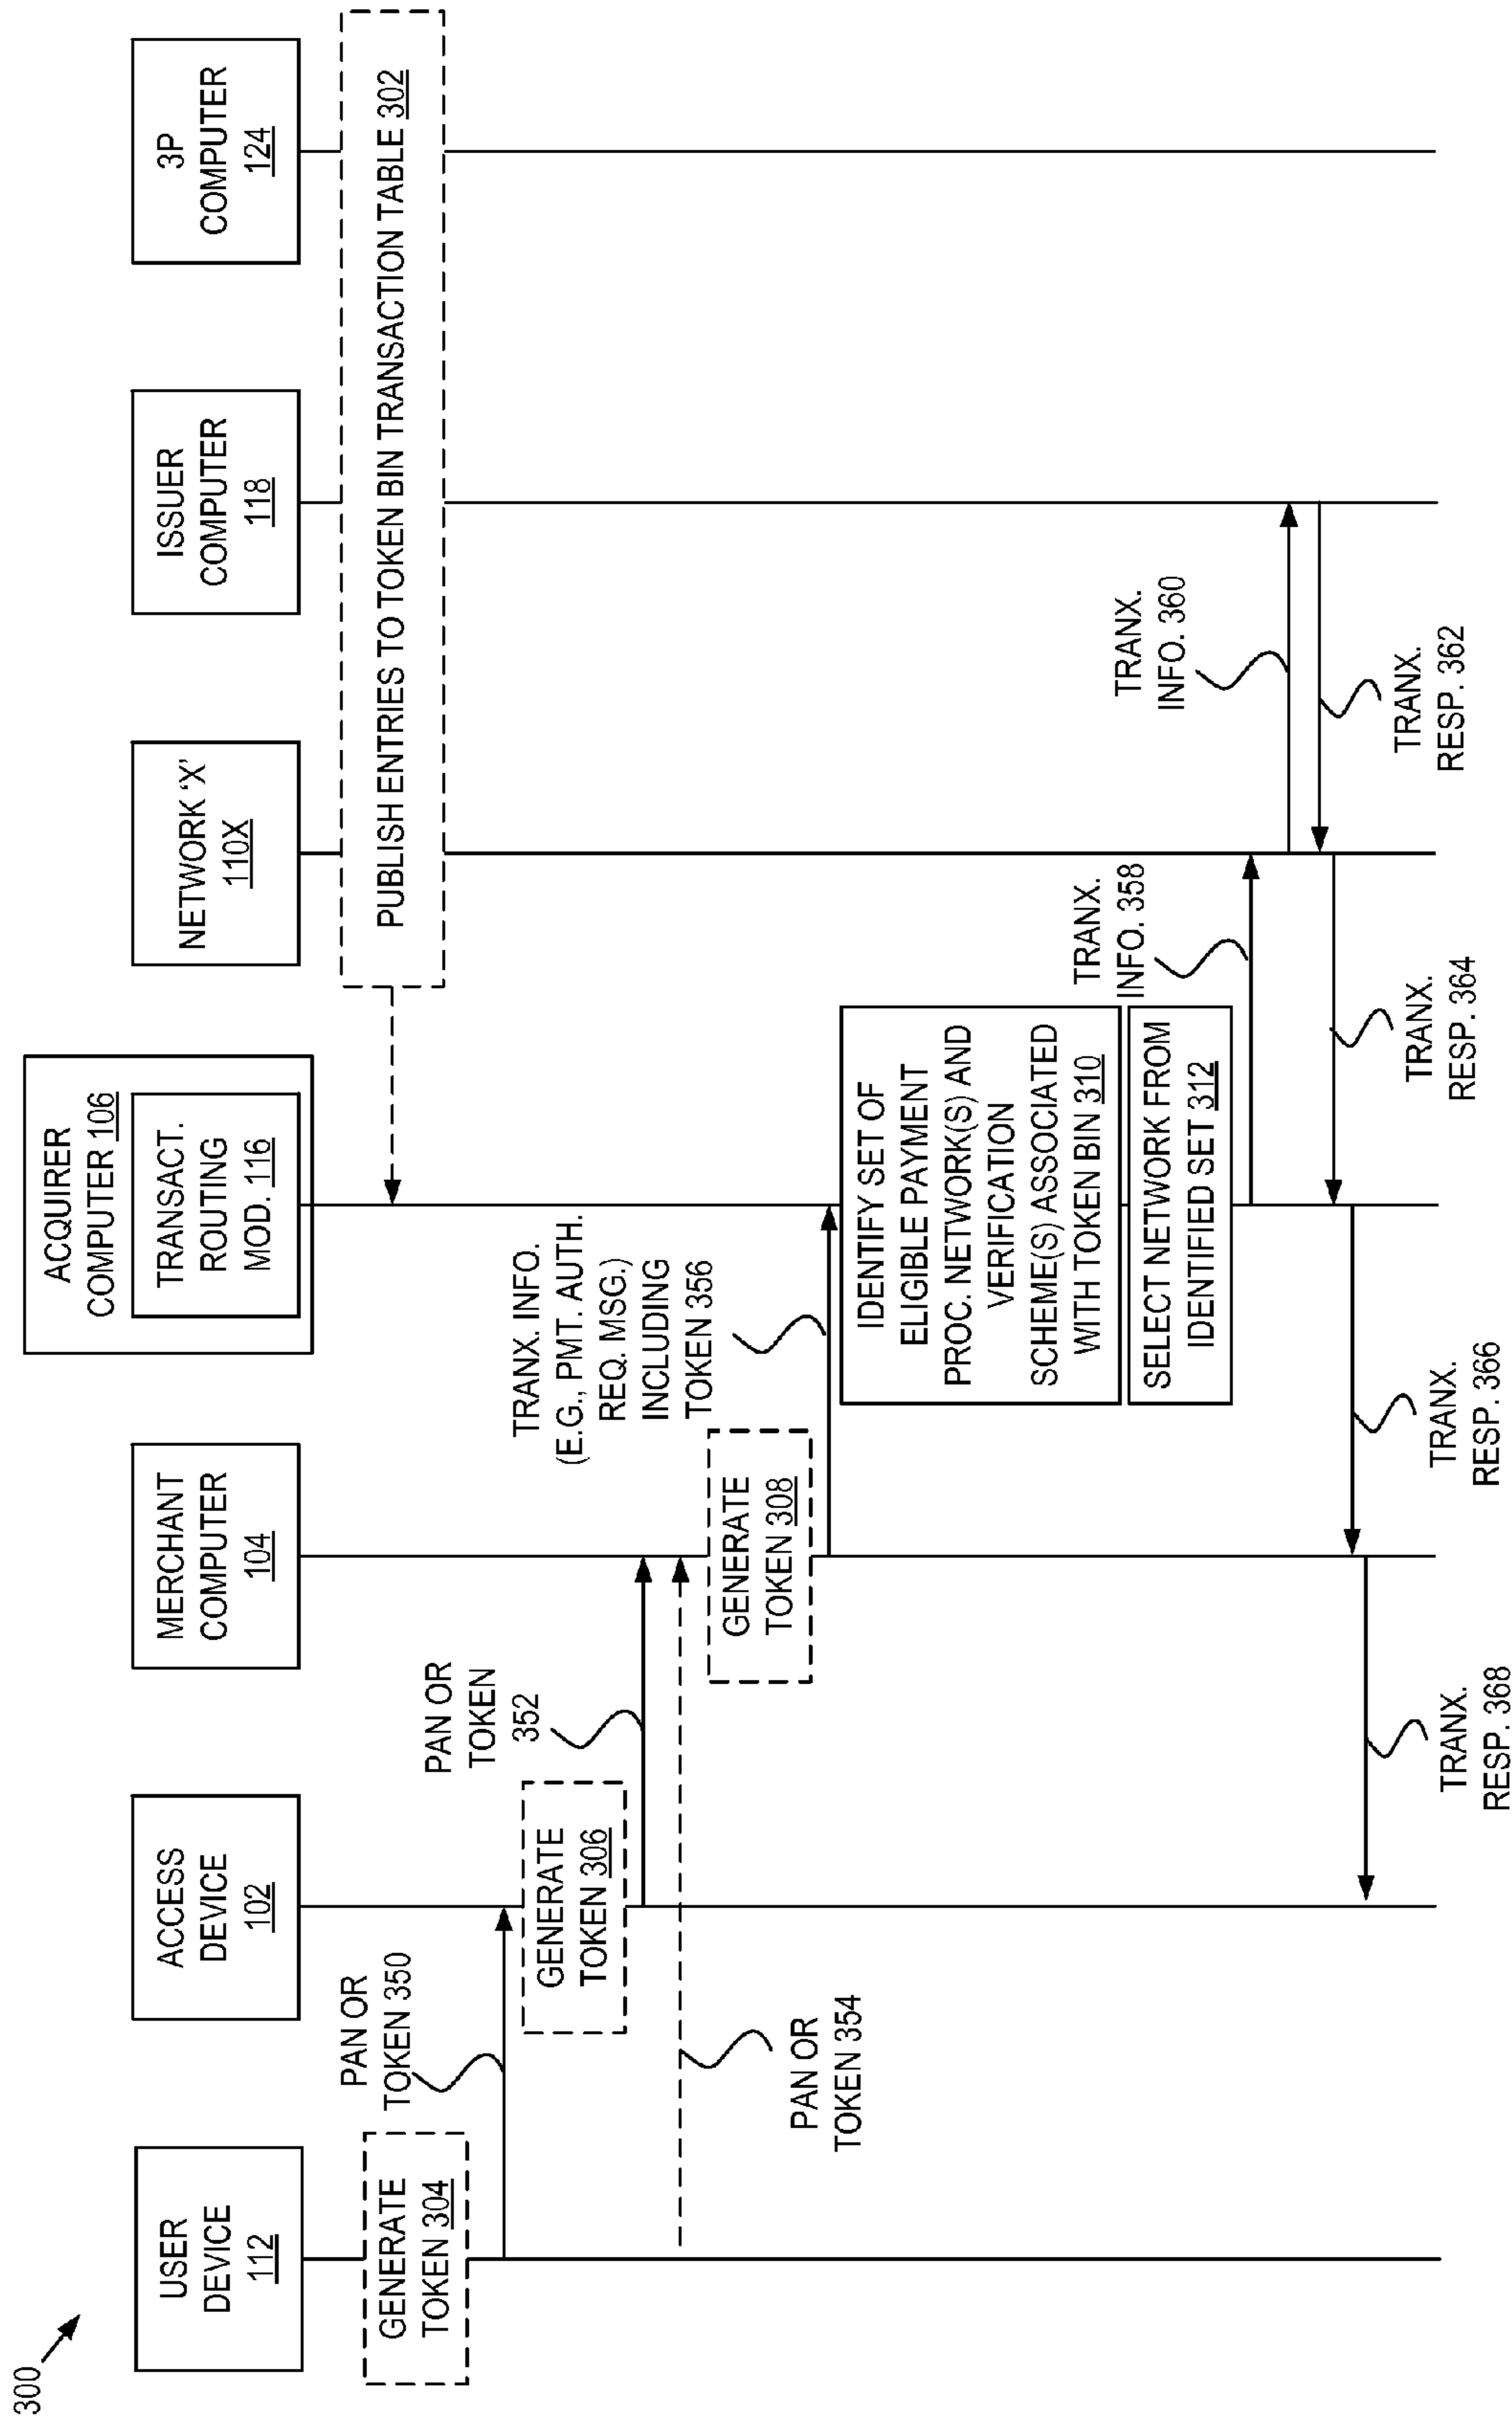 300
USER
DEVICE
112
ACCESS
DEVICE
102
MERCHANT
COMPUTER
104
ACQUIRER
COMPUTER 106
TRANSACT.
ROUTING
MOD. 116
NETWORK ‘X’
110X
ISSUER
COMPUTER
118
3P
COMPUTER
124
PUBLISH ENTRIES TO TOKEN BIN TRANSACTION TABLE 302
GENERATE
TOKEN 304
PAN OR
TOKEN 350
GENERATE
TOKEN 306
PAN OR
TOKEN
352
PAN OR
TOKEN 354
GENERATE
TOKEN 308
TRANX. INFO.
(E.G., PMT. AUTH.
REQ. MSG.)
INCLUDING
TOKEN 356
IDENTIFY SET OF
ELIGIBLE PAYMENT
PROC. NETWORK(S) AND
VERIFICATION
SCHEME(S) ASSOCIATED
WITH TOKEN BIN 310
SELECT NETWORK FROM
IDENTIFIED SET 312
TRANX.
INFO. 358
TRANX.
INFO. 360
TRANX.
RESP. 362
TRANX.
RESP. 364
TRANX.
RESP. 366
TRANX.
RESP. 368